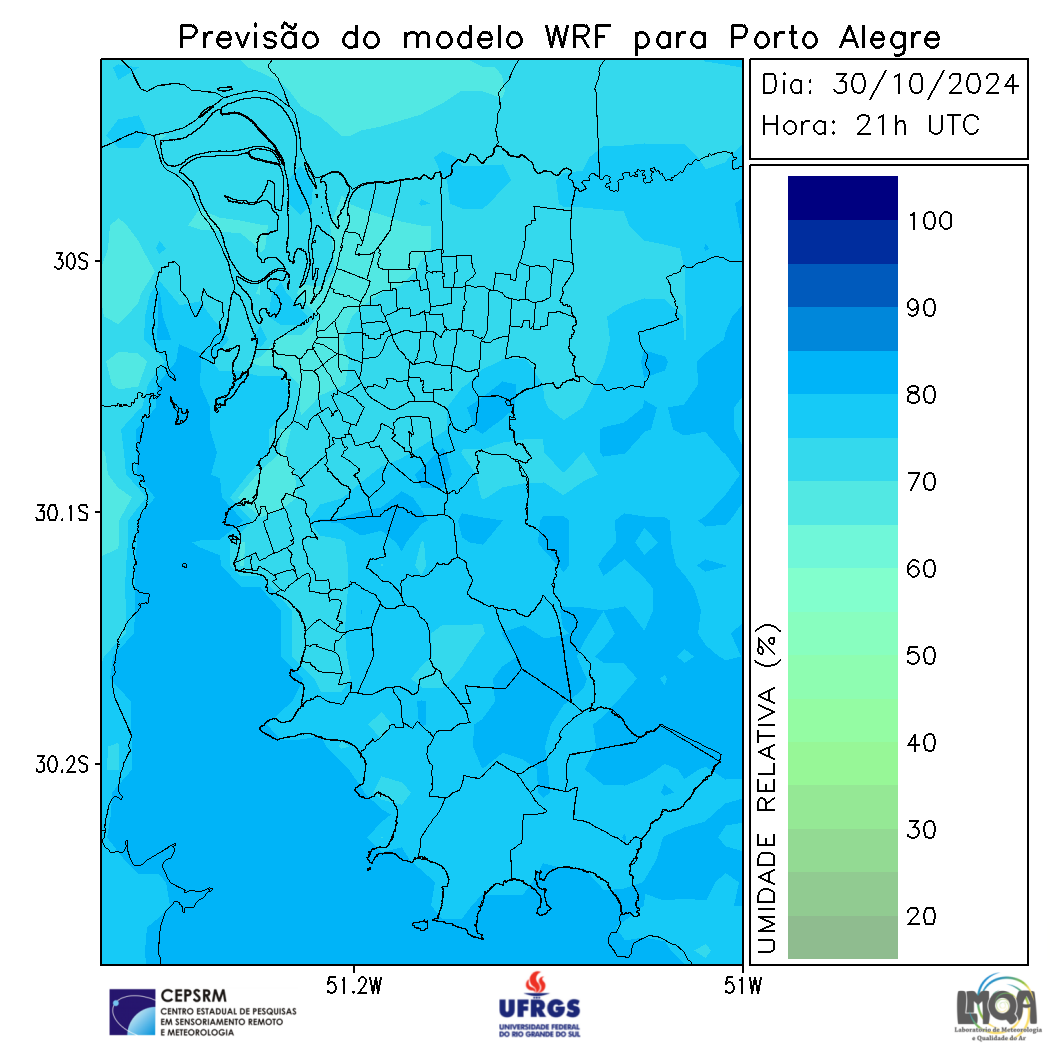 Previsão do modelo WRF para Porto Alegre
Dia: 30/10/2024
Hora: 21h UTC
30S
30.1S
30.2S
51.2W
51W
UMIDADE RELATIVA (%)
100
90
80
70
60
50
40
30
20
CEPSRM
CENTRO ESTADUAL DE PESQUISAS
EM SENSORIAMENTO REMOTO
E METEOROLOGIA
UFRGS
UNIVERSIDADE FEDERAL
DO RIO GRANDE DO SUL
LMQA
Laboratório de Meteorologia
e Qualidade do Ar